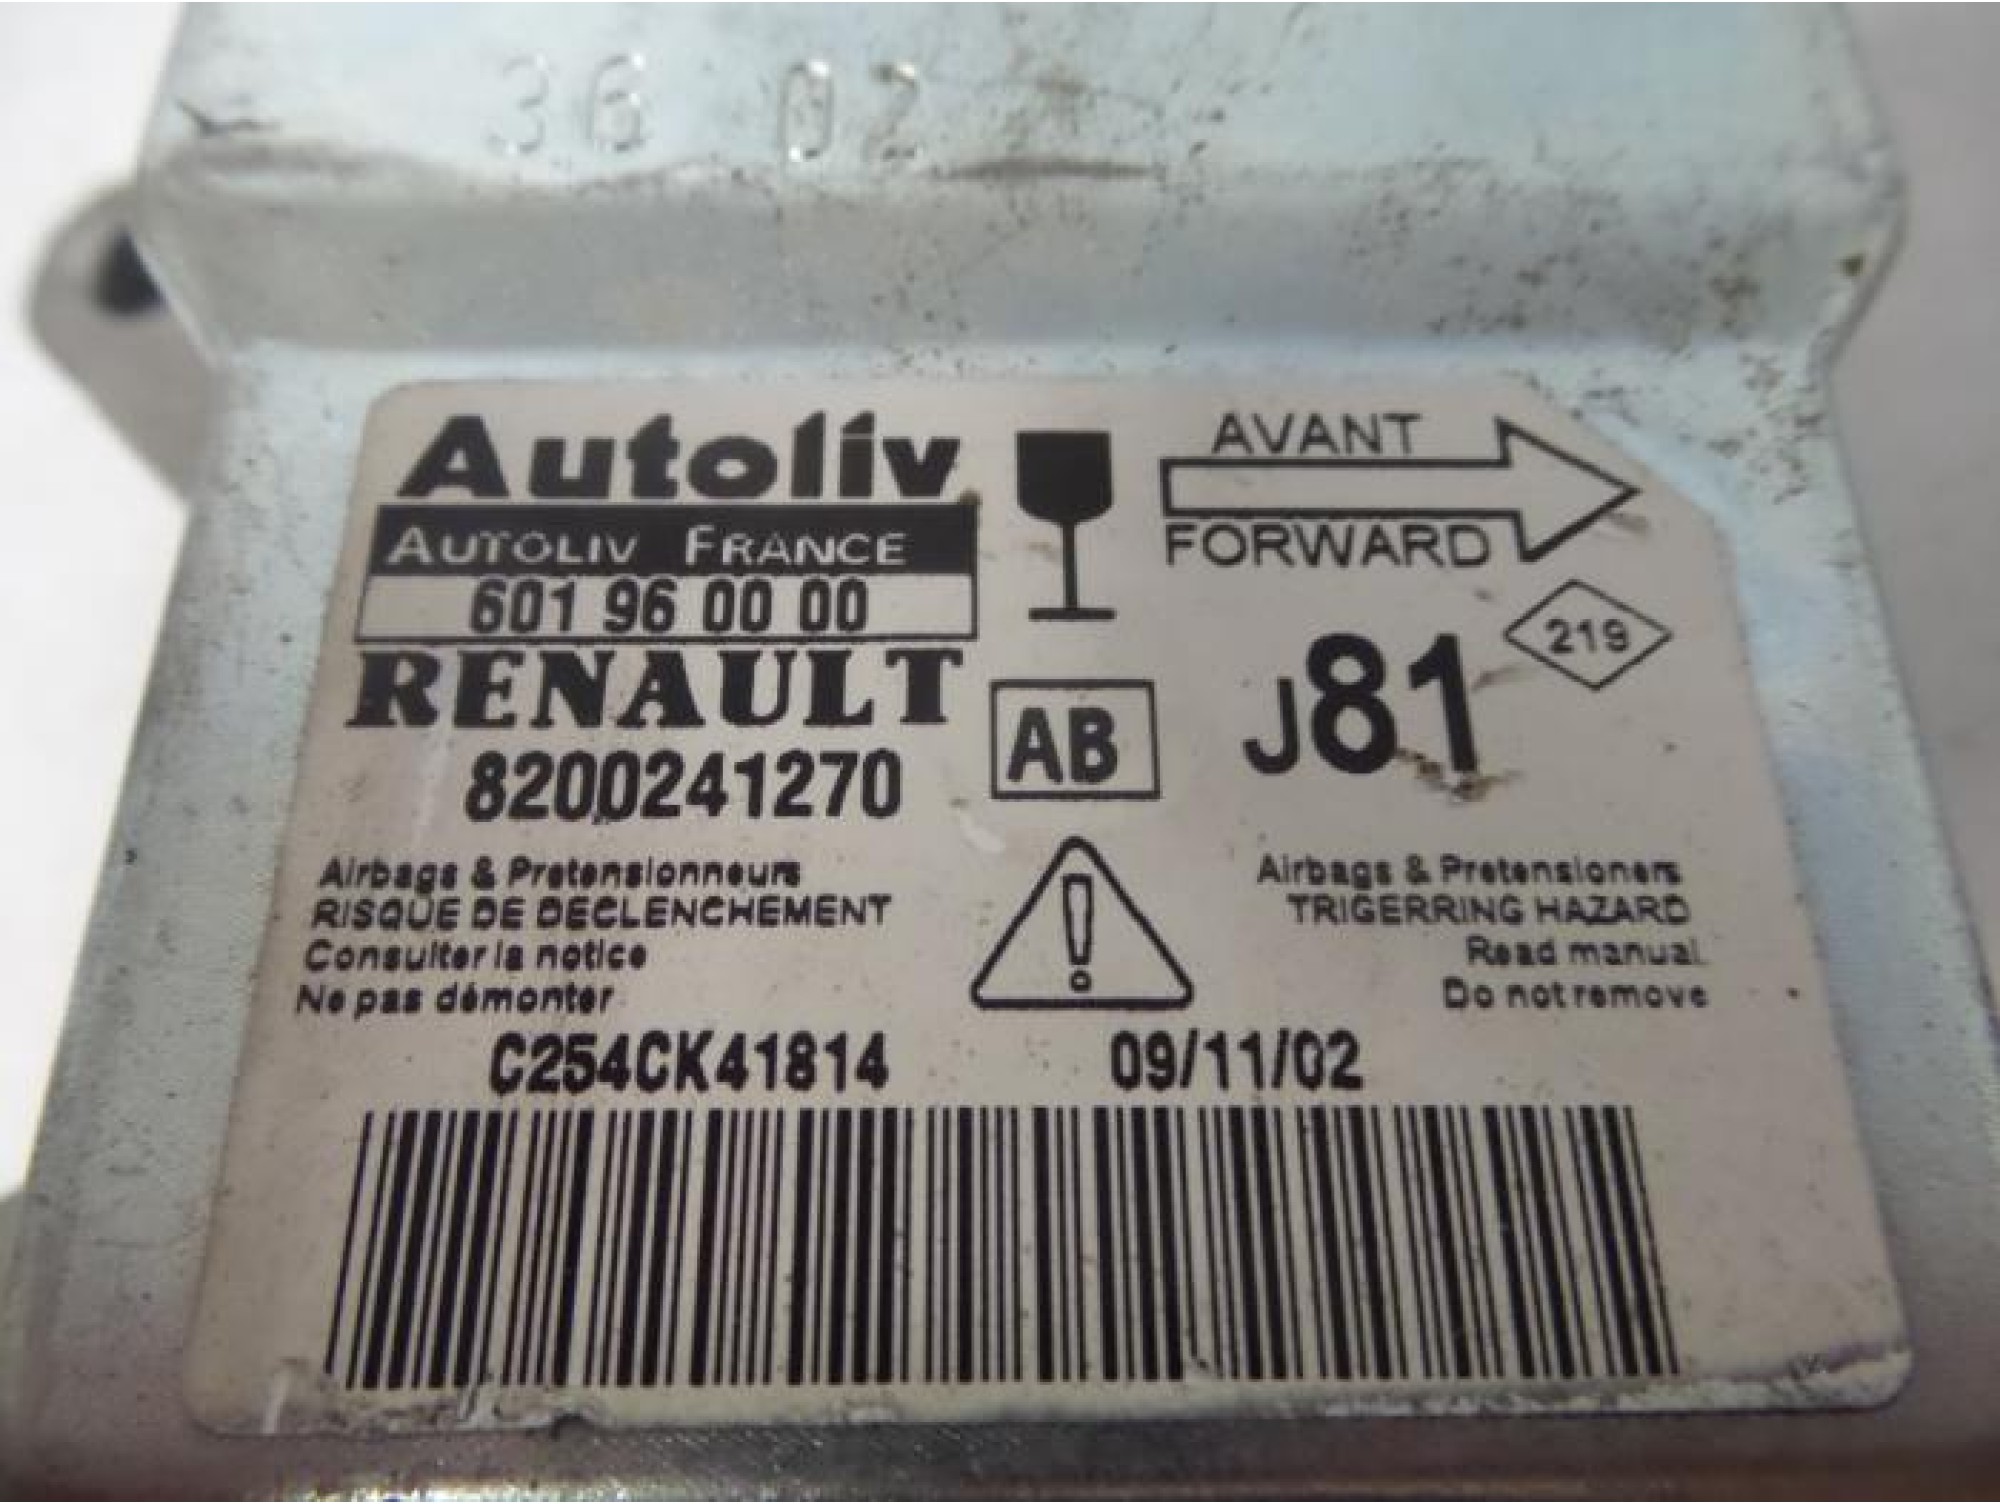 36 02
Autoliv
AUTOLIV FRANCE
601 96 00 00
RENAULT
8200241270
AB
AVANT
FORWARD
219
J81
Airbags & Pretensionneurs
RISQUE DE DECLENCHEMENT
Consulter la notice
Ne pas démonter
Airbags & Pretensioners
TRIGERRING HAZARD
Read manual
Do not remove
C254CK41814
09/11/02